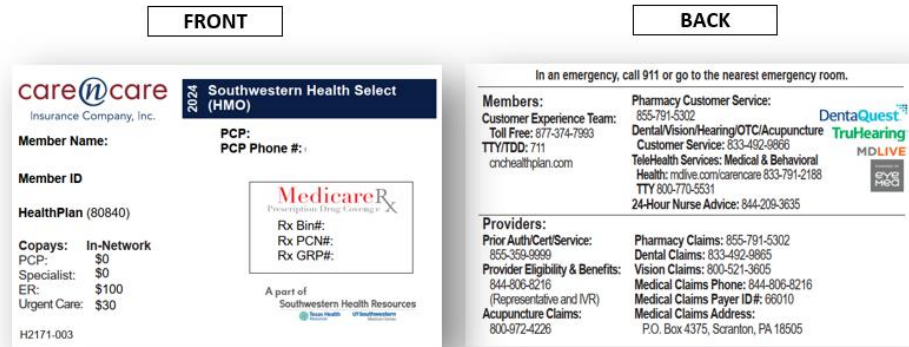 FRONT
care n care
Insurance Company, Inc.
2024
Southwestern Health Select
(HMO)
Member Name:
PCP:
PCP Phone #:
Member ID
HealthPlan (80840)
MedicareRx
Prescription Drug Coverage
Rx Bin#:
Rx PCN#:
Rx GRP#:
Copays: In-Network
PCP: $0
Specialist: $0
ER: $100
Urgent Care: $30
A part of
Southwestern Health Resources
Texas Health
UTSouthwestern
H2171-003
BACK
In an emergency, call 911 or go to the nearest emergency room.
Members:
Customer Experience Team:
Toll Free: 877-374-7993
TTY/TDD: 711
cnchealthplan.com
Pharmacy Customer Service:
855-791-5302
Dental/Vision/Hearing/OTC/Acupuncture
Customer Service: 833-492-9866
TeleHealth Services: Medical & Behavioral
Health: mdlive.com/carencare 833-791-2188
TTY 800-770-5531
24-Hour Nurse Advice: 844-209-3635
DentaQuest
TruHearing
MDLIVE
eye
Med
Providers:
Prior Auth/Cert/Service:
855-359-9999
Provider Eligibility & Benefits:
844-806-8216
(Representative and IVR)
Acupuncture Claims:
800-972-4226
Pharmacy Claims: 855-791-5302
Dental Claims: 833-492-9865
Vision Claims: 800-521-3605
Medical Claims Phone: 844-806-8216
Medical Claims Payer ID#: 66010
Medical Claims Address:
P.O. Box 4375, Scranton, PA 18505